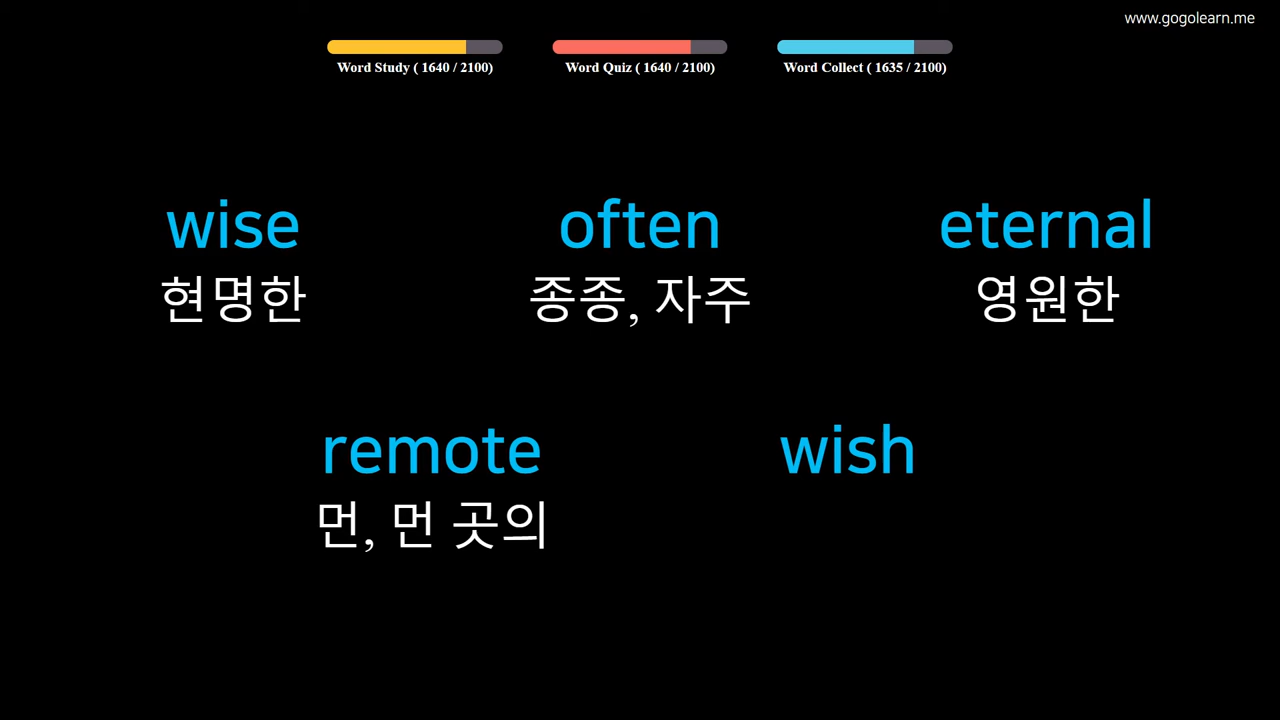 www.gogolearn.me
Word Study ( 1640 / 2100)
Word Quiz ( 1640 / 2100)
Word Collect ( 1635 / 2100)
wise
현명한
often
종종, 자주
eternal
영원한
remote
먼, 먼 곳의
wish